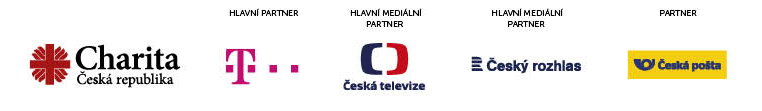 HLAVNÍ PARTNER
HLAVNÍ MEDIÁLNÍ
PARTNER
HLAVNÍ MEDIÁLNÍ
PARTNER
PARTNER
Charita
Česká republika
T
Česká televize
Český rozhlas
Česká pošta